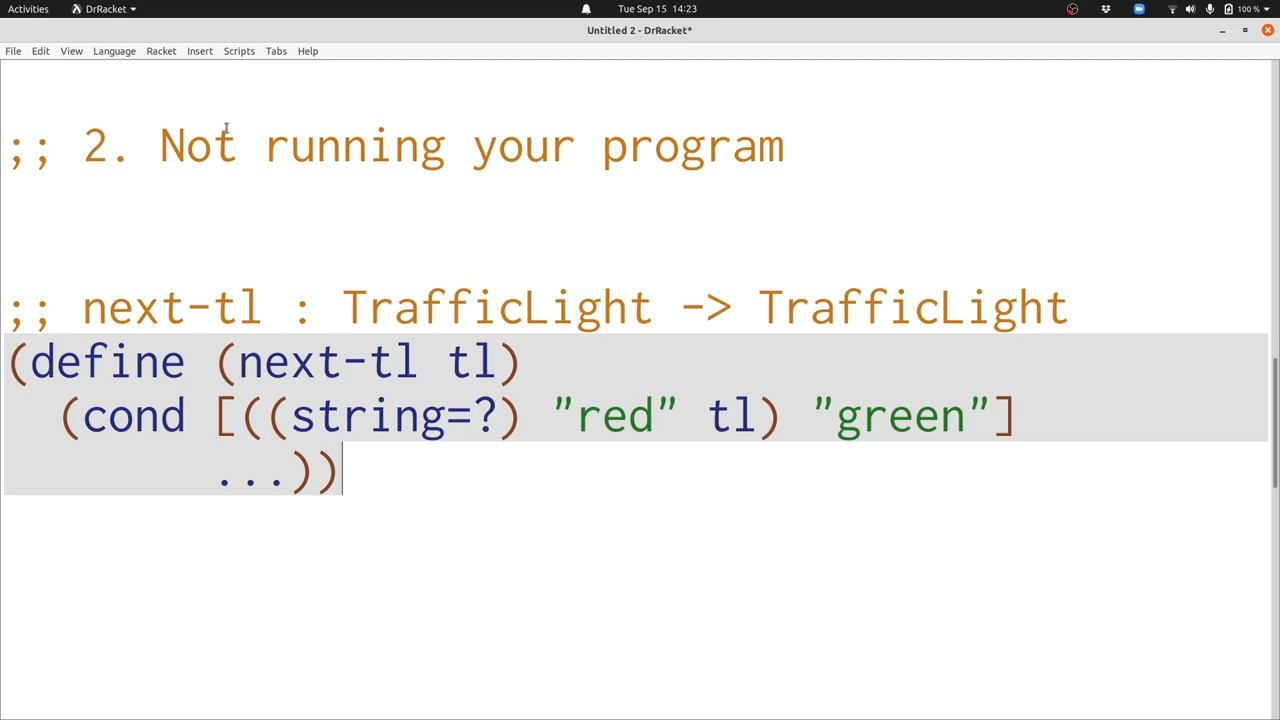 Activities DrRacket Tue Sep 15 14:23 100 %
Untitled 2 - DrRacket*
File Edit View Language Racket Insert Scripts Tabs Help
;; 2. Not running your program
;; next-tl : TrafficLight -> TrafficLight
(define (next-tl tl)
(cond [((string=?) "red" tl) "green"]
...))